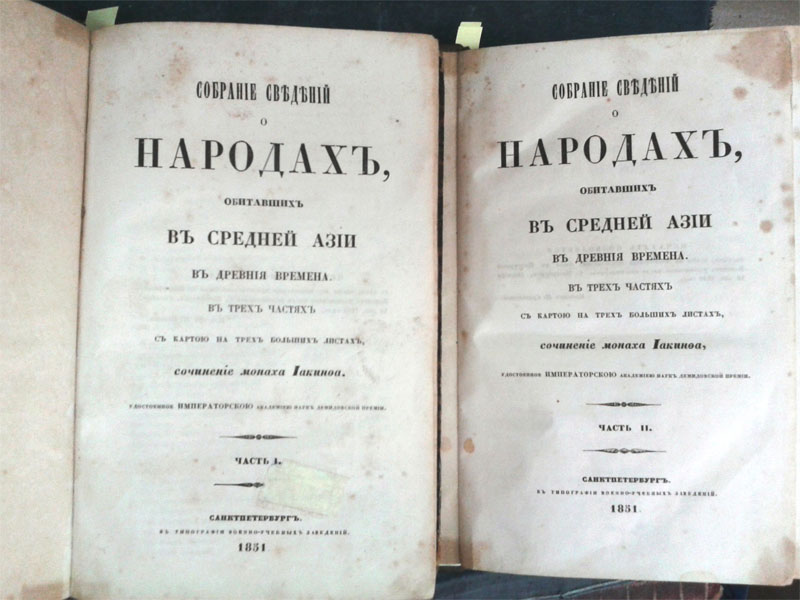 СОБРАНІЕ СВѢДѢНІЙ
О
НАРОДАХЪ,
ОБИТАВШИХЪ
ВЪ СРЕДНЕЙ АЗІИ
ВЪ ДРЕВНІЯ ВРЕМЕНА.
ВЪ ТРЕХЪ ЧАСТЯХЪ
СЪ КАРТОЮ НА ТРЕХЪ БОЛЬШИХЪ ЛИСТАХЪ,
сочиненіе монаха Іакинѳа.
УДОСТОЕННОЕ ИМПЕРАТОРСКОЮ АКАДЕМІЕЮ НАУКЪ ДЕМИДОВСКОЙ ПРЕМІИ.
ЧАСТЬ I.
САНКТПЕТЕРБУРГЪ.
ВЪ ТИПОГРАФІИ ВОЕННО-УЧЕБНЫХЪ ЗАВЕДЕНІЙ.
1851
СОБРАНІЕ СВѢДѢНІЙ
О
НАРОДАХЪ,
ОБИТАВШИХЪ
ВЪ СРЕДНЕЙ АЗІИ
ВЪ ДРЕВНІЯ ВРЕМЕНА.
ВЪ ТРЕХЪ ЧАСТЯХЪ
СЪ КАРТОЮ НА ТРЕХЪ БОЛЬШИХЪ ЛИСТАХЪ,
сочиненіе монаха Іакинѳа,
УДОСТОЕННОЕ ИМПЕРАТОРСКОЮ АКАДЕМІЕЮ НАУКЪ ДЕМИДОВСКОЙ ПРЕМІИ.
ЧАСТЬ II.
САНКТПЕТЕРБУРГЪ.
ВЪ ТИПОГРАФІИ ВОЕННО-УЧЕБНЫХЪ ЗАВЕДЕНІЙ.
1851.